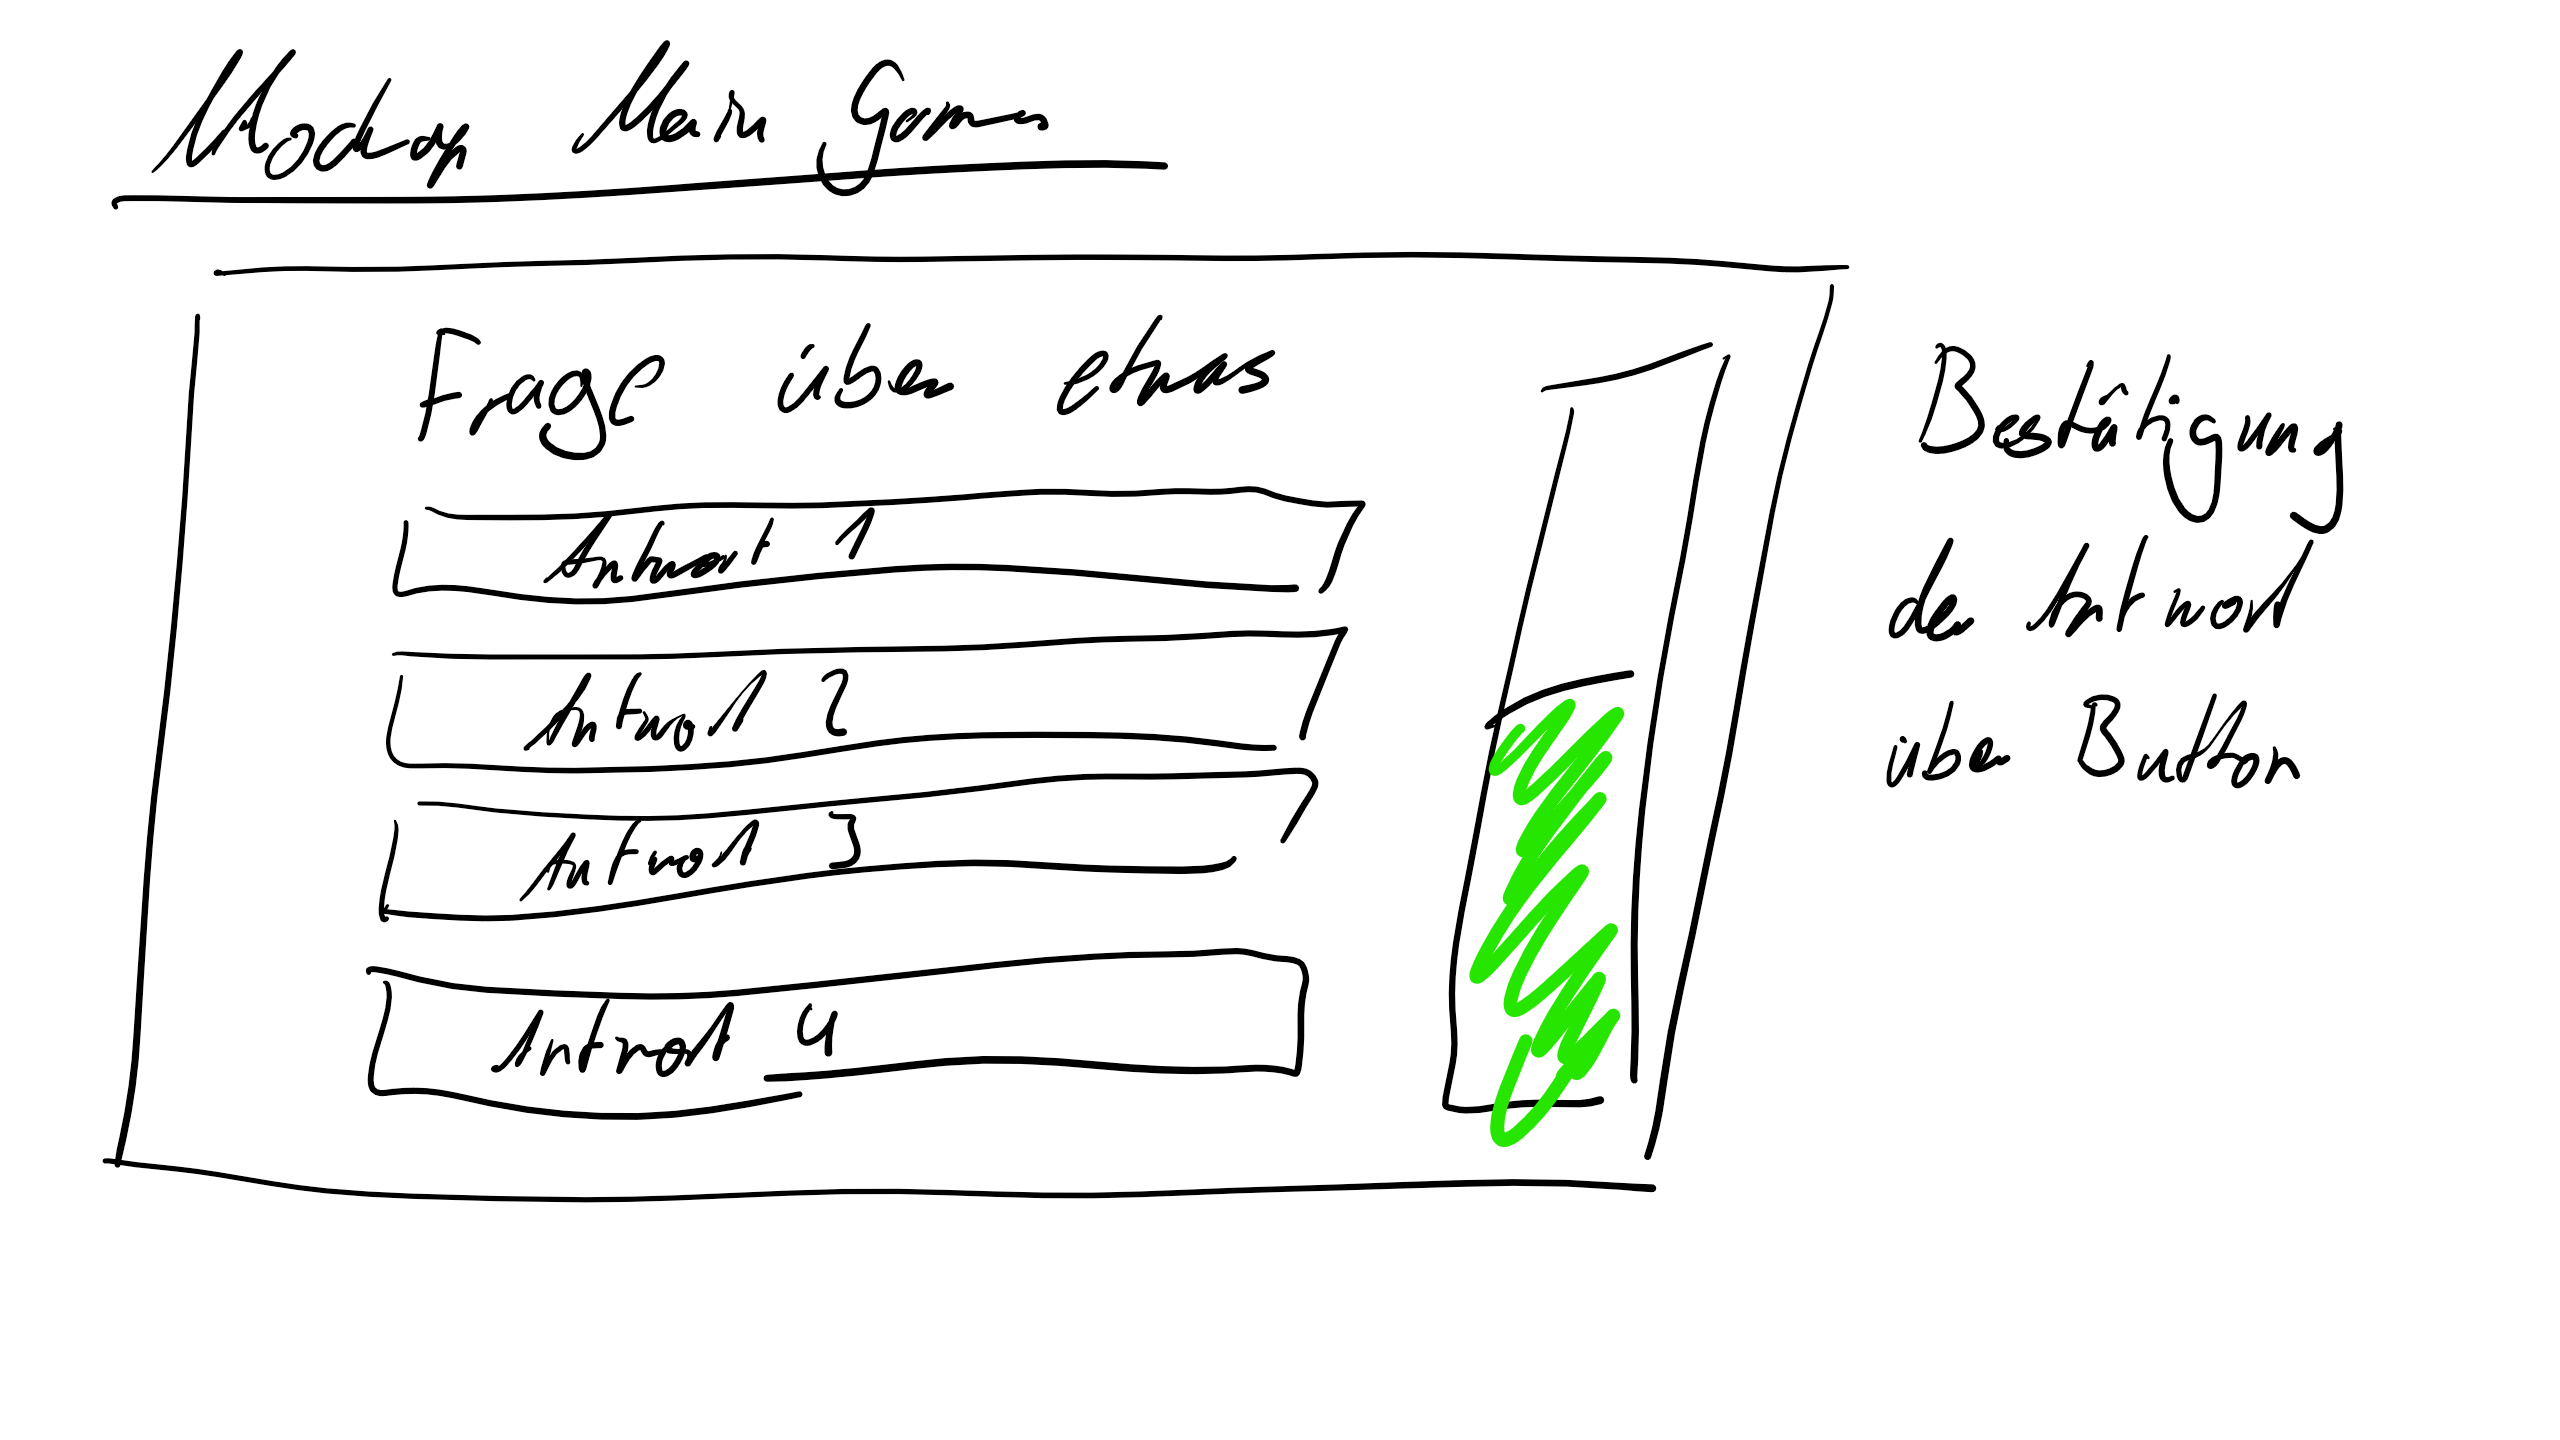 Mockup Main Game
Frage über etwas
Antwort 1
Antwort 2
Antwort 3
Antwort 4
Bestätigung
der Antwort
über Button